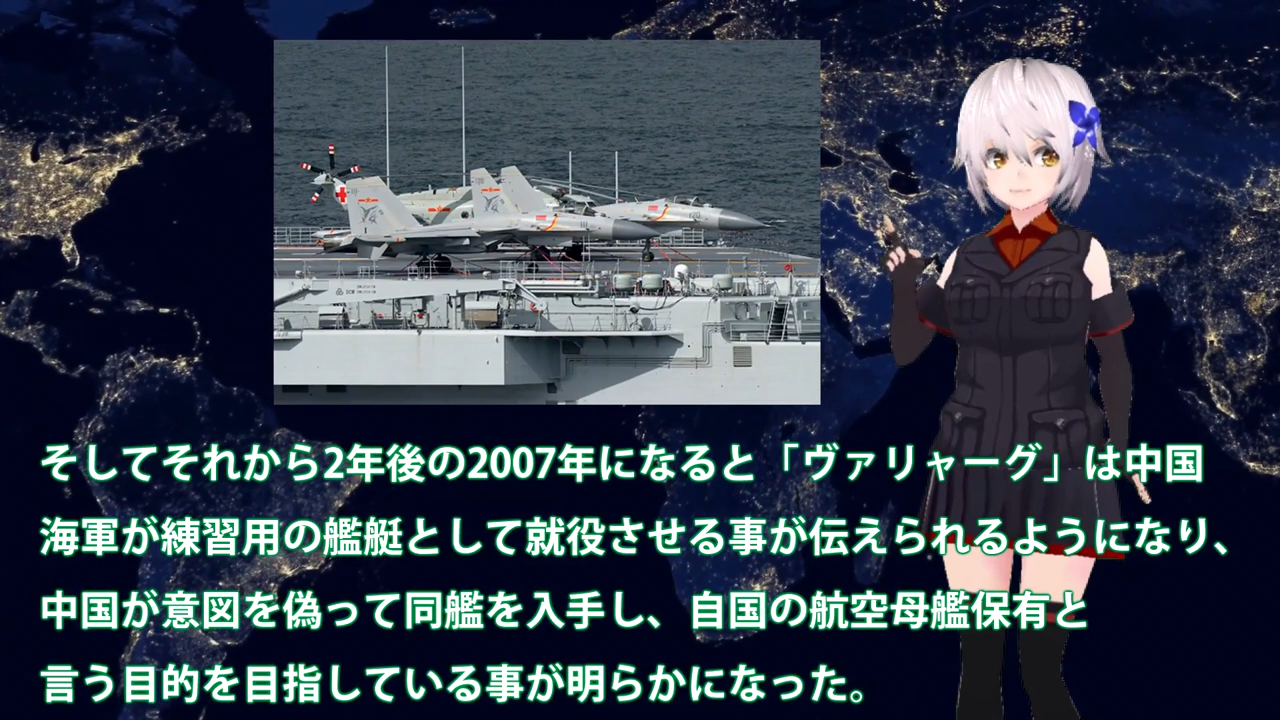 そしてそれから2年後の2007年になると「ヴァリャーグ」は中国
海軍が練習用の艦艇として就役させる事が伝えられるようになり、
中国が意図を偽って同艦を入手し、自国の航空母艦保有と
言う目的を目指している事が明らかになった。